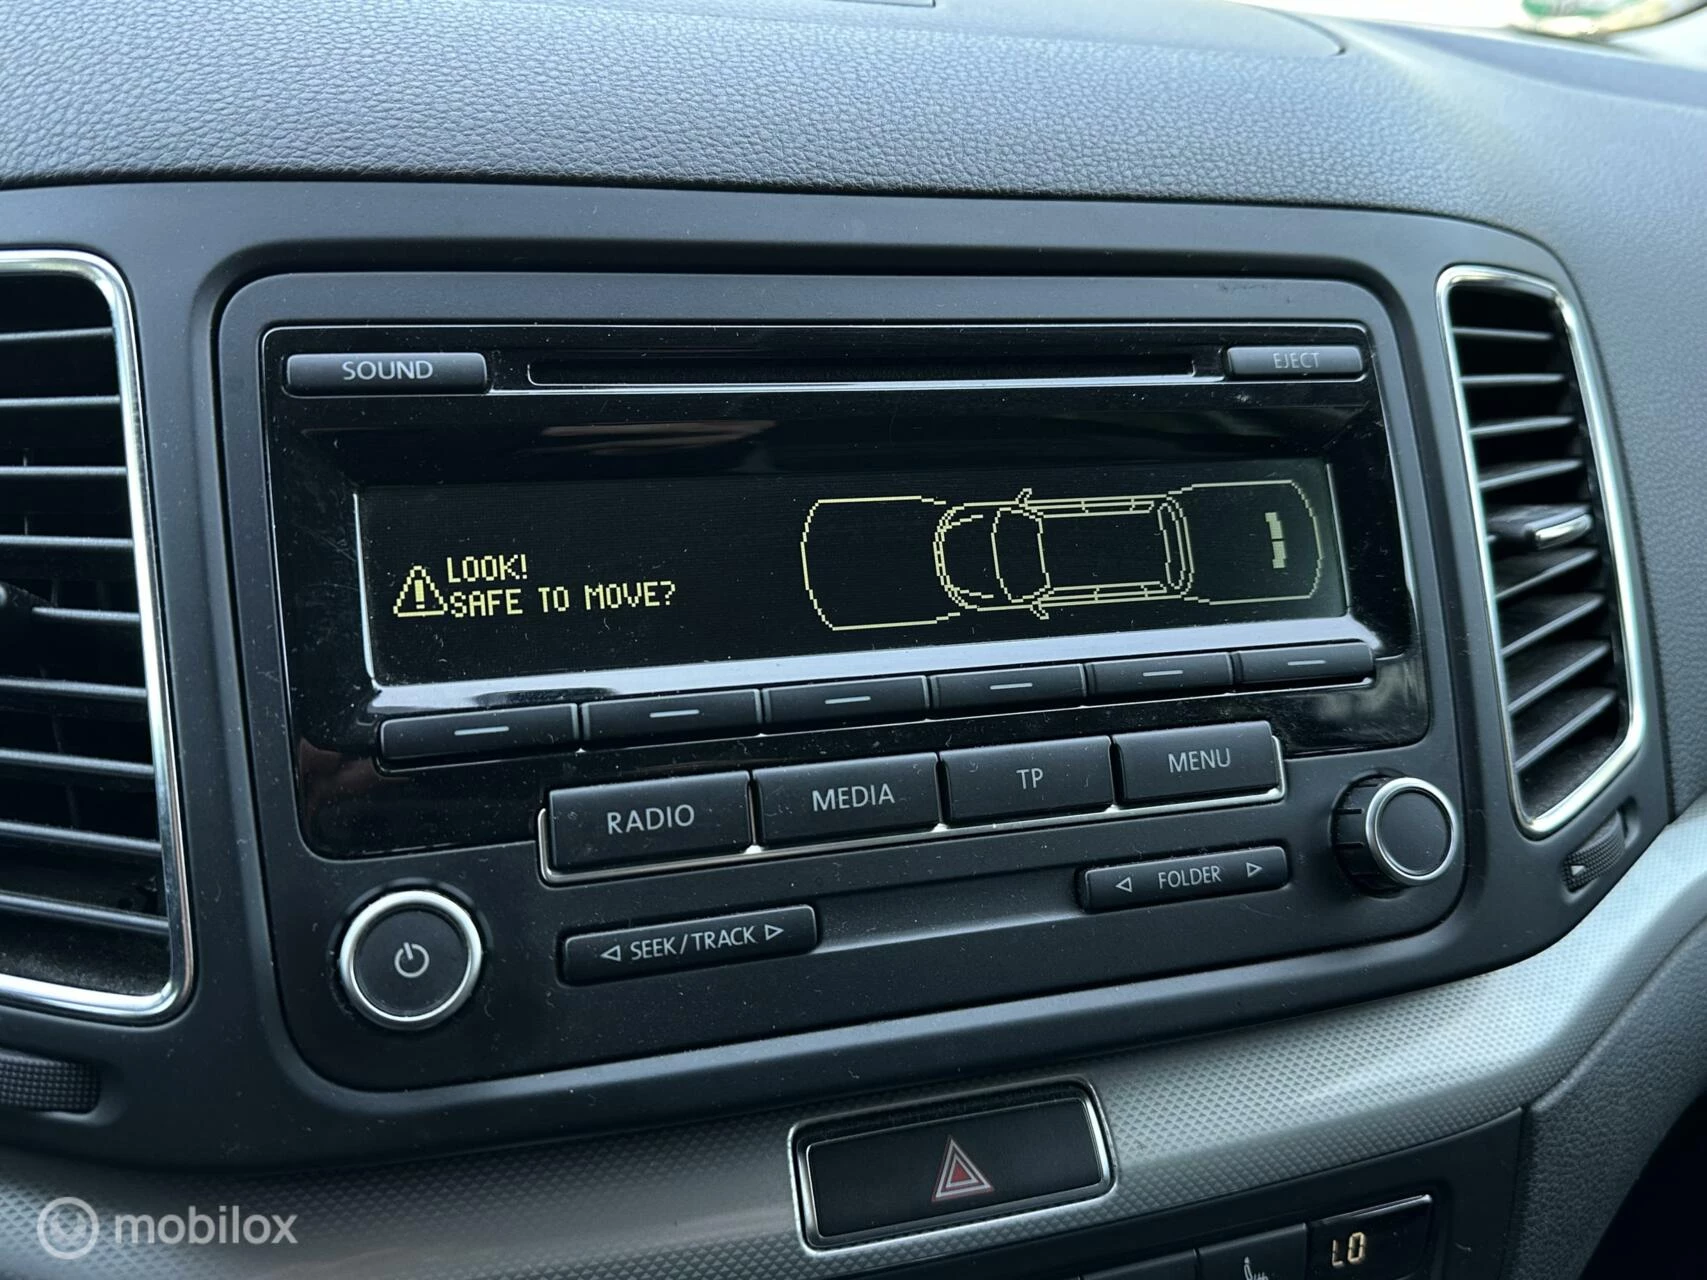 SOUND
EJECT
LOOK!
SAFE TO MOVE?
RADIO
MEDIA
TP
MENU
FOLDER
SEEK/TRACK
LO
mobilox